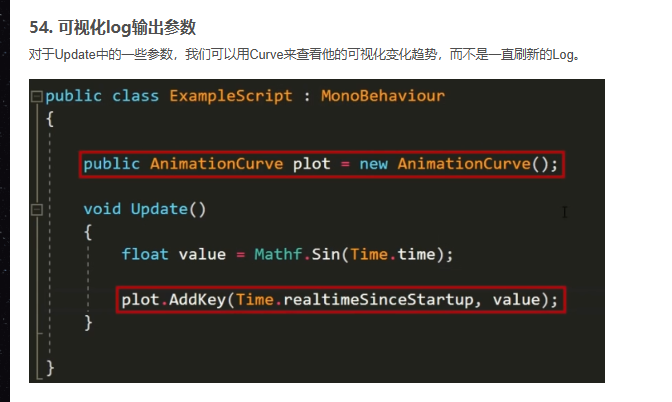 54. 可视化log输出参数
对于Update中的一些参数，我们可以用Curve来查看他的可视化变化趋势，而不是一直刷新的Log。
public class ExampleScript : MonoBehaviour
{
public AnimationCurve plot = new AnimationCurve();
void Update()
{
float value = Mathf.Sin(Time.time);
plot.AddKey(Time.realtimeSinceStartup, value);
}
}